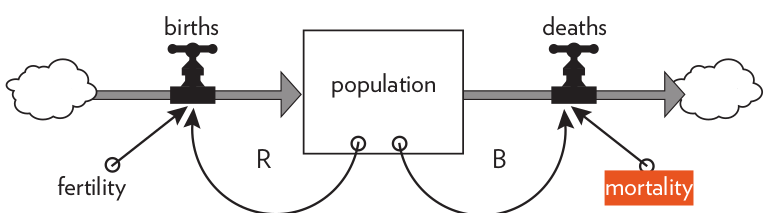 births
deaths
population
R
B
fertility
mortality